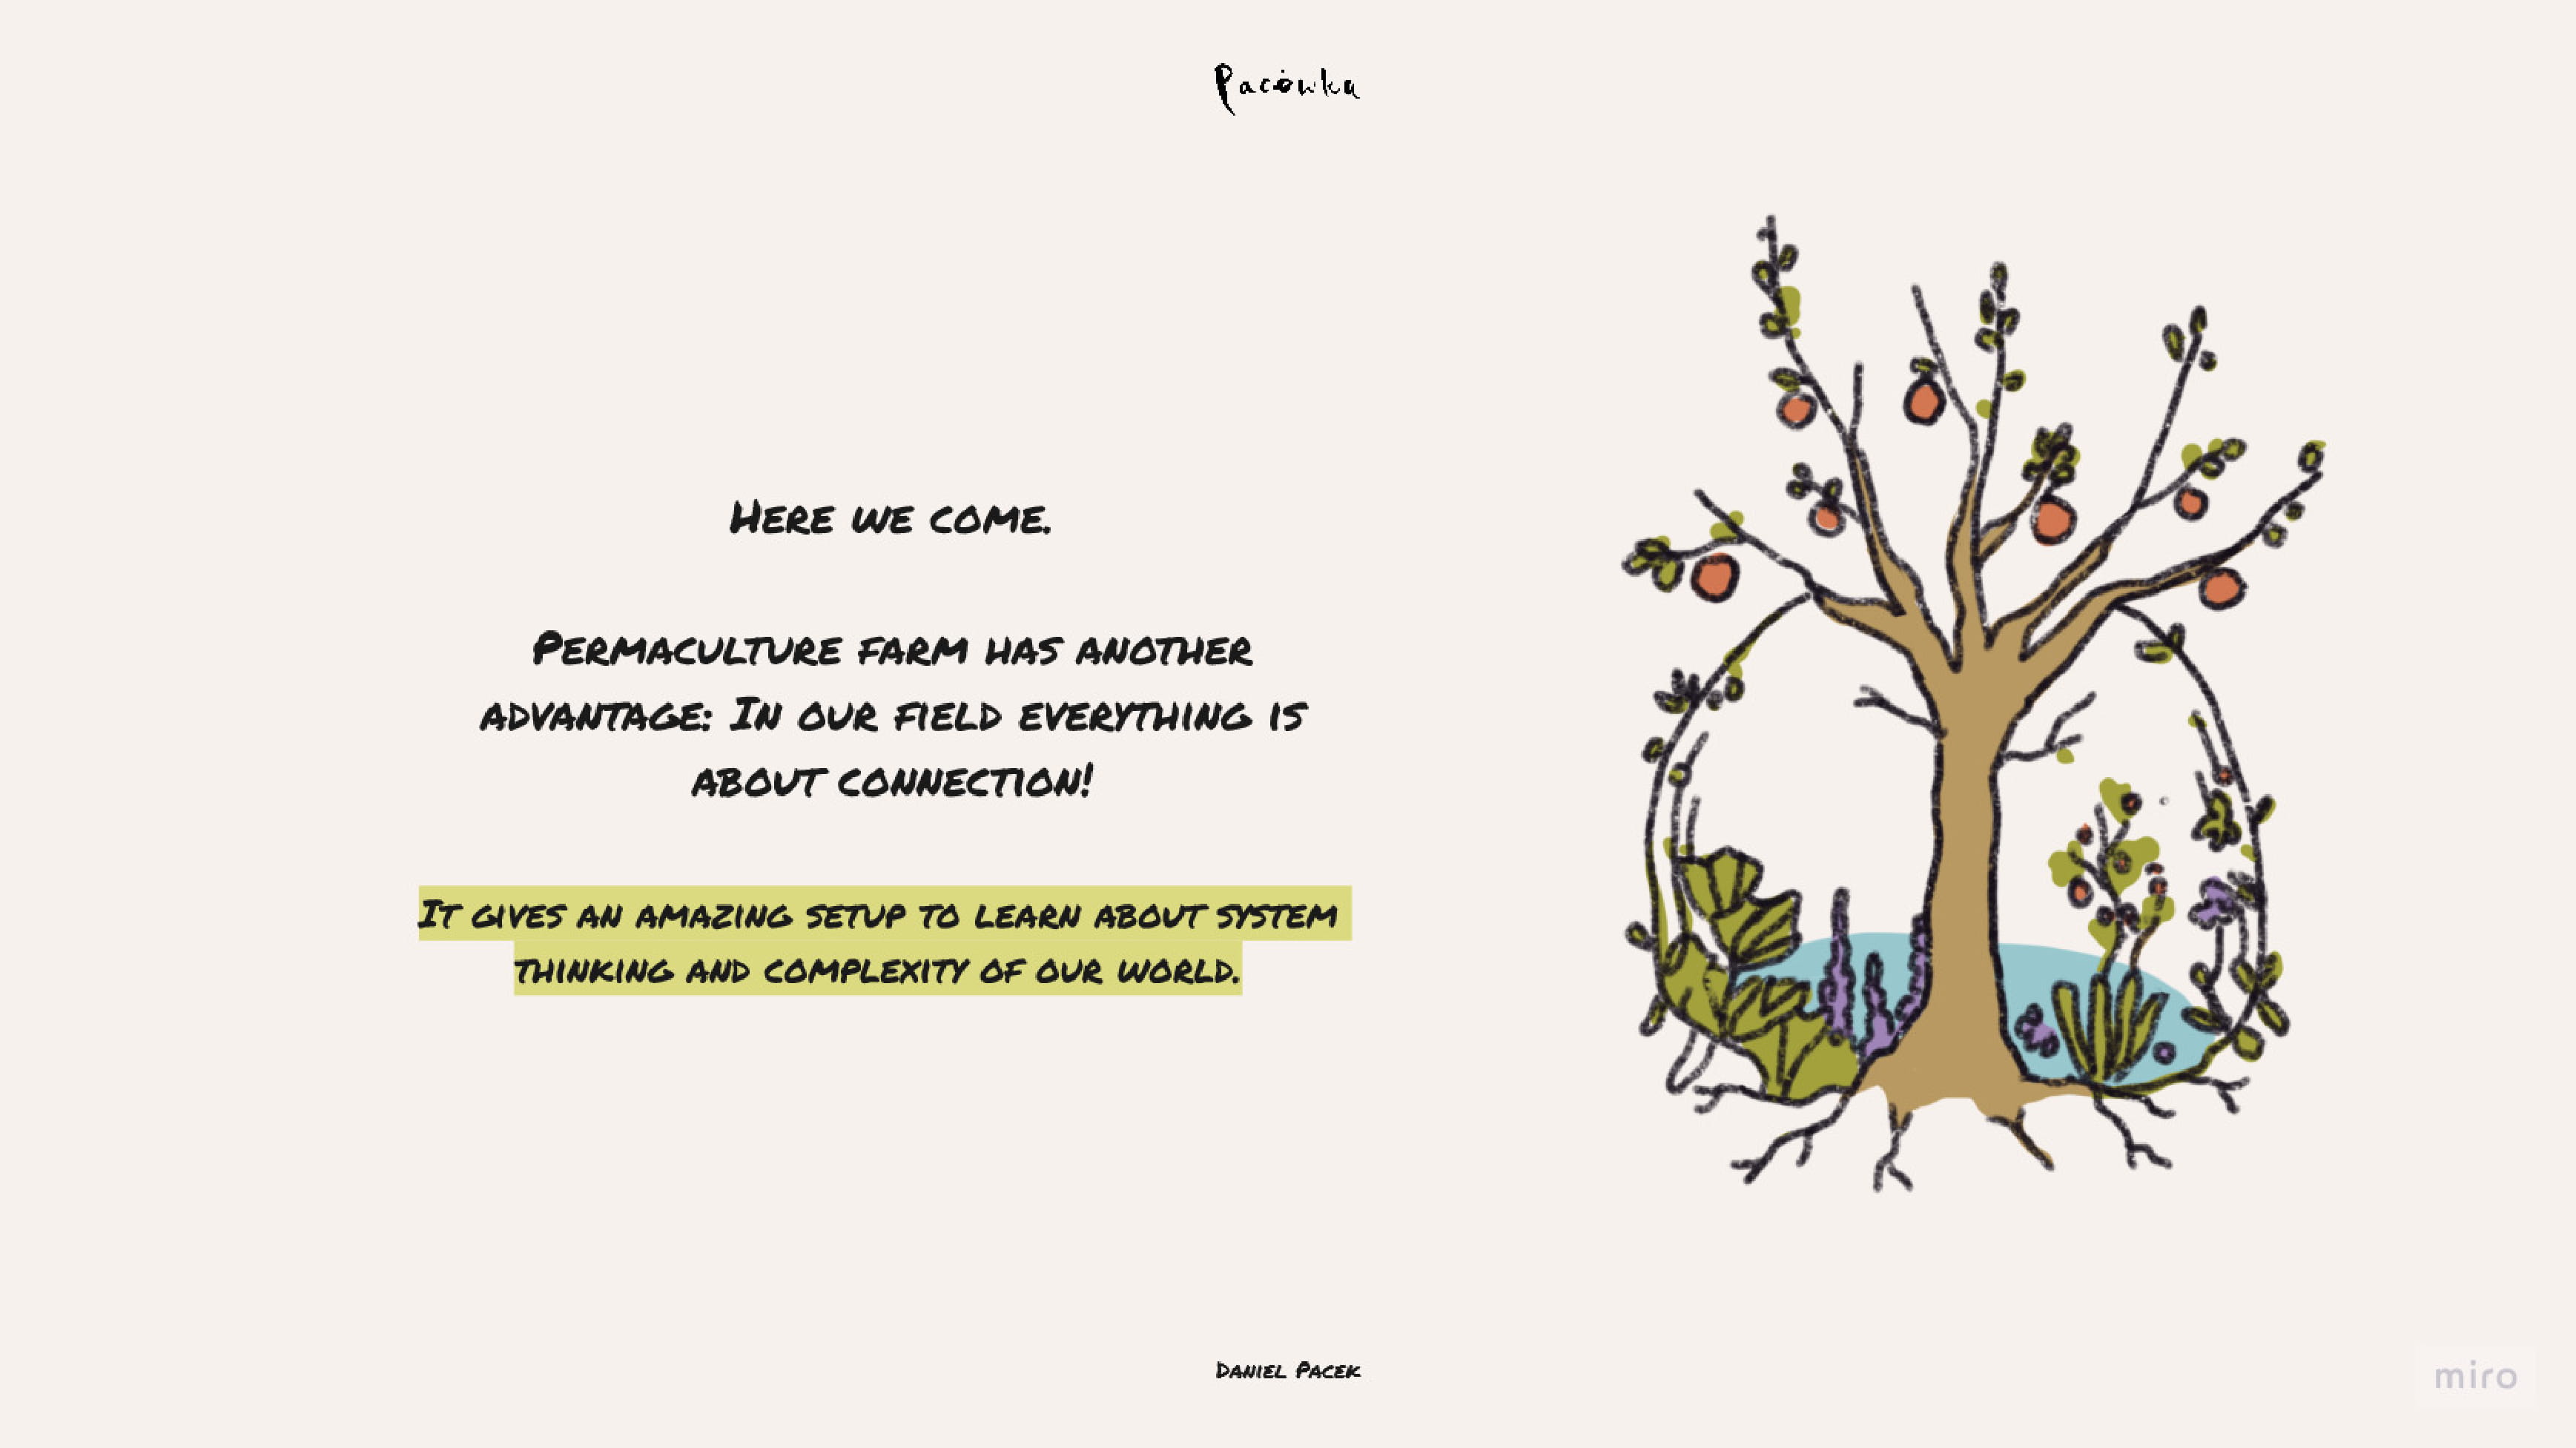 Pacówka
Here we come.
Permaculture farm has another
advantage: In our field everything is
about connection!
It gives an amazing setup to learn about system
thinking and complexity of our world.
Daniel Pacek
miro